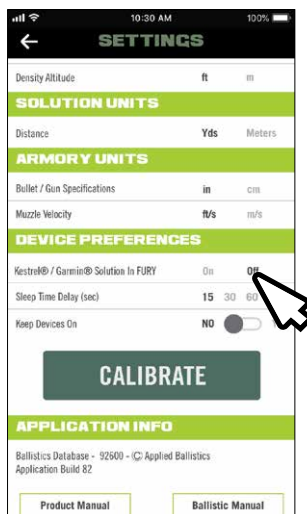 10:30 AM 100%
SETTINGS
Density Altitude ft m
SOLUTION UNITS
Distance Yds Meters
ARMORY UNITS
Bullet / Gun Specifications in cm
Muzzle Velocity ft/s m/s
DEVICE PREFERENCES
Kestrel® / Garmin® Solution In FURY On Off
Sleep Time Delay (sec) 15 30 60
Keep Devices On NO
CALIBRATE
APPLICATION INFO
Ballistics Database - 92600 - (C) Applied Ballistics
Application Build 82
Product Manual Ballistic Manual